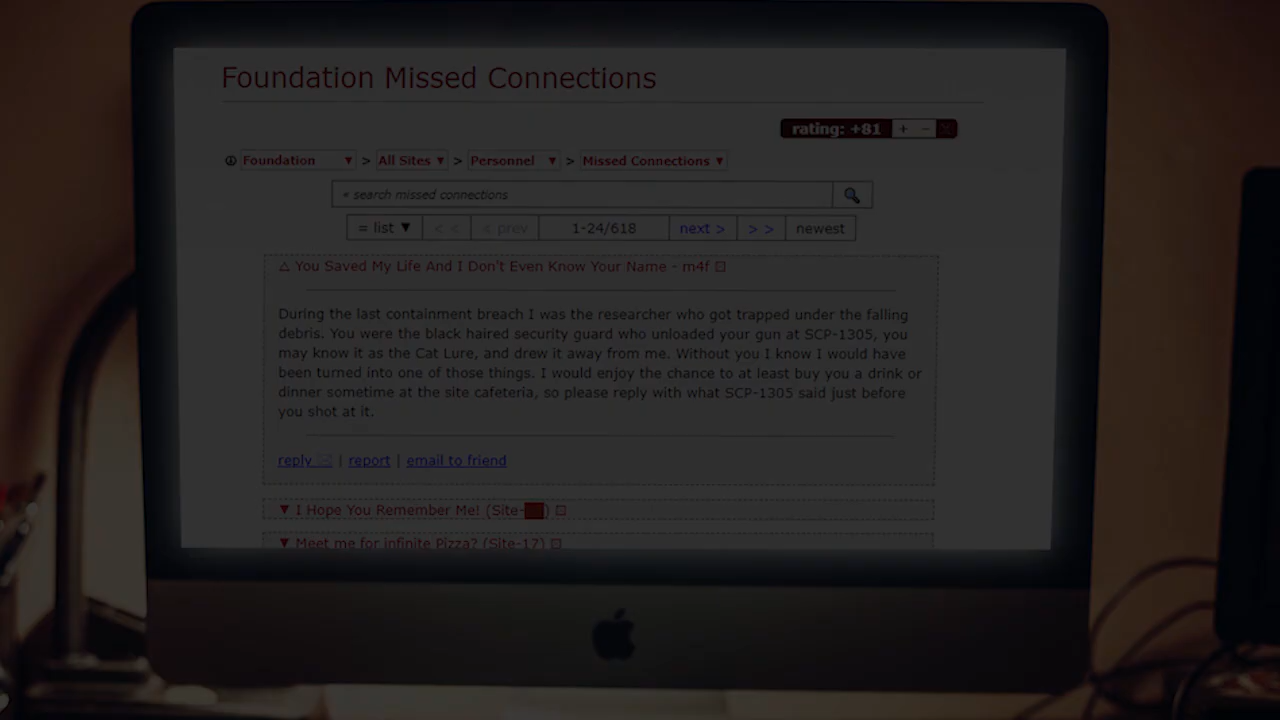 Foundation Missed Connections
rating: +81 + − X
Foundation ▼ > All Sites ▼ > Personnel ▼ > Missed Connections ▼
« search missed connections
= list ▼ < < < prev 1-24/618 next > > > newest
△ You Saved My Life And I Don't Even Know Your Name - m4f
During the last containment breach I was the researcher who got trapped under the falling
debris. You were the black haired security guard who unloaded your gun at SCP-1305, you
may know it as the Cat Lure, and drew it away from me. Without you I know I would have
been turned into one of those things. I would enjoy the chance to at least buy you a drink or
dinner sometime at the site cafeteria, so please reply with what SCP-1305 said just before
you shot at it.
reply | report | email to friend
▼ I Hope You Remember Me! (Site-██)
▼ Meet me for infinite Pizza? (Site-17)